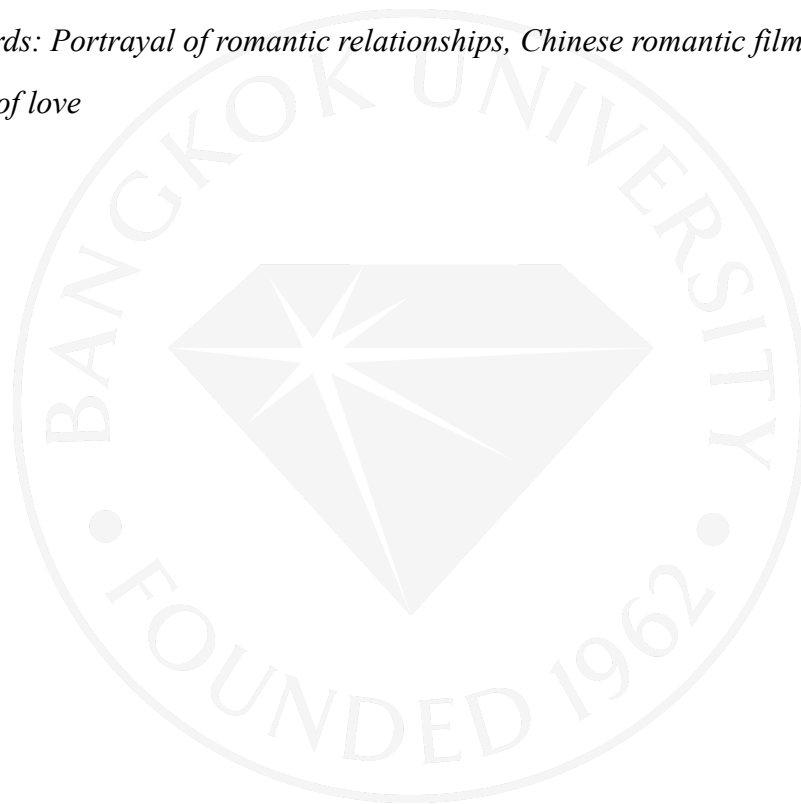 rds: Portrayal of romantic relationships, Chinese romantic film
of love
BANGKOK UNIVERSITY
FOUNDED 1962